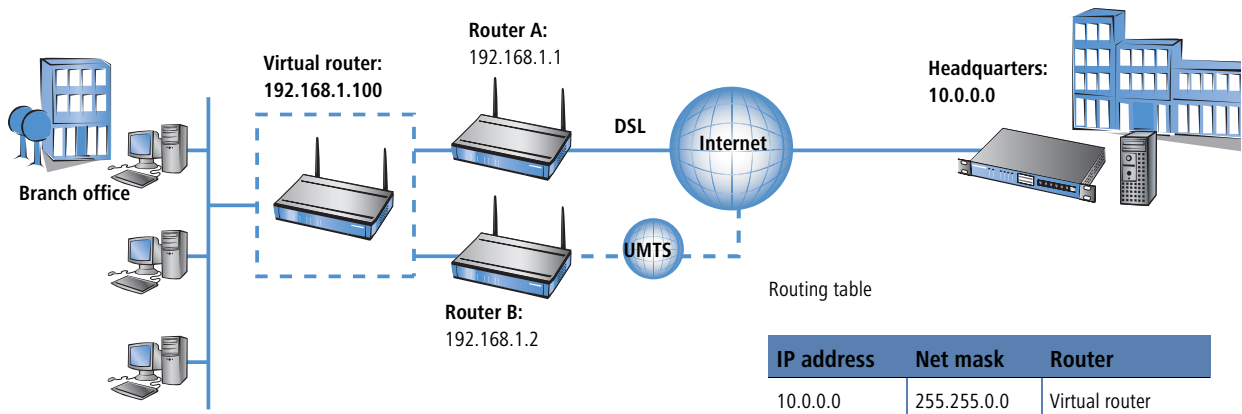 Router A:
192.168.1.1
Virtual router:
192.168.1.100
Headquarters:
10.0.0.0
DSL
Internet
Branch office
UMTS
Router B:
192.168.1.2
Routing table
IP address Net mask Router
10.0.0.0 255.255.0.0 Virtual router